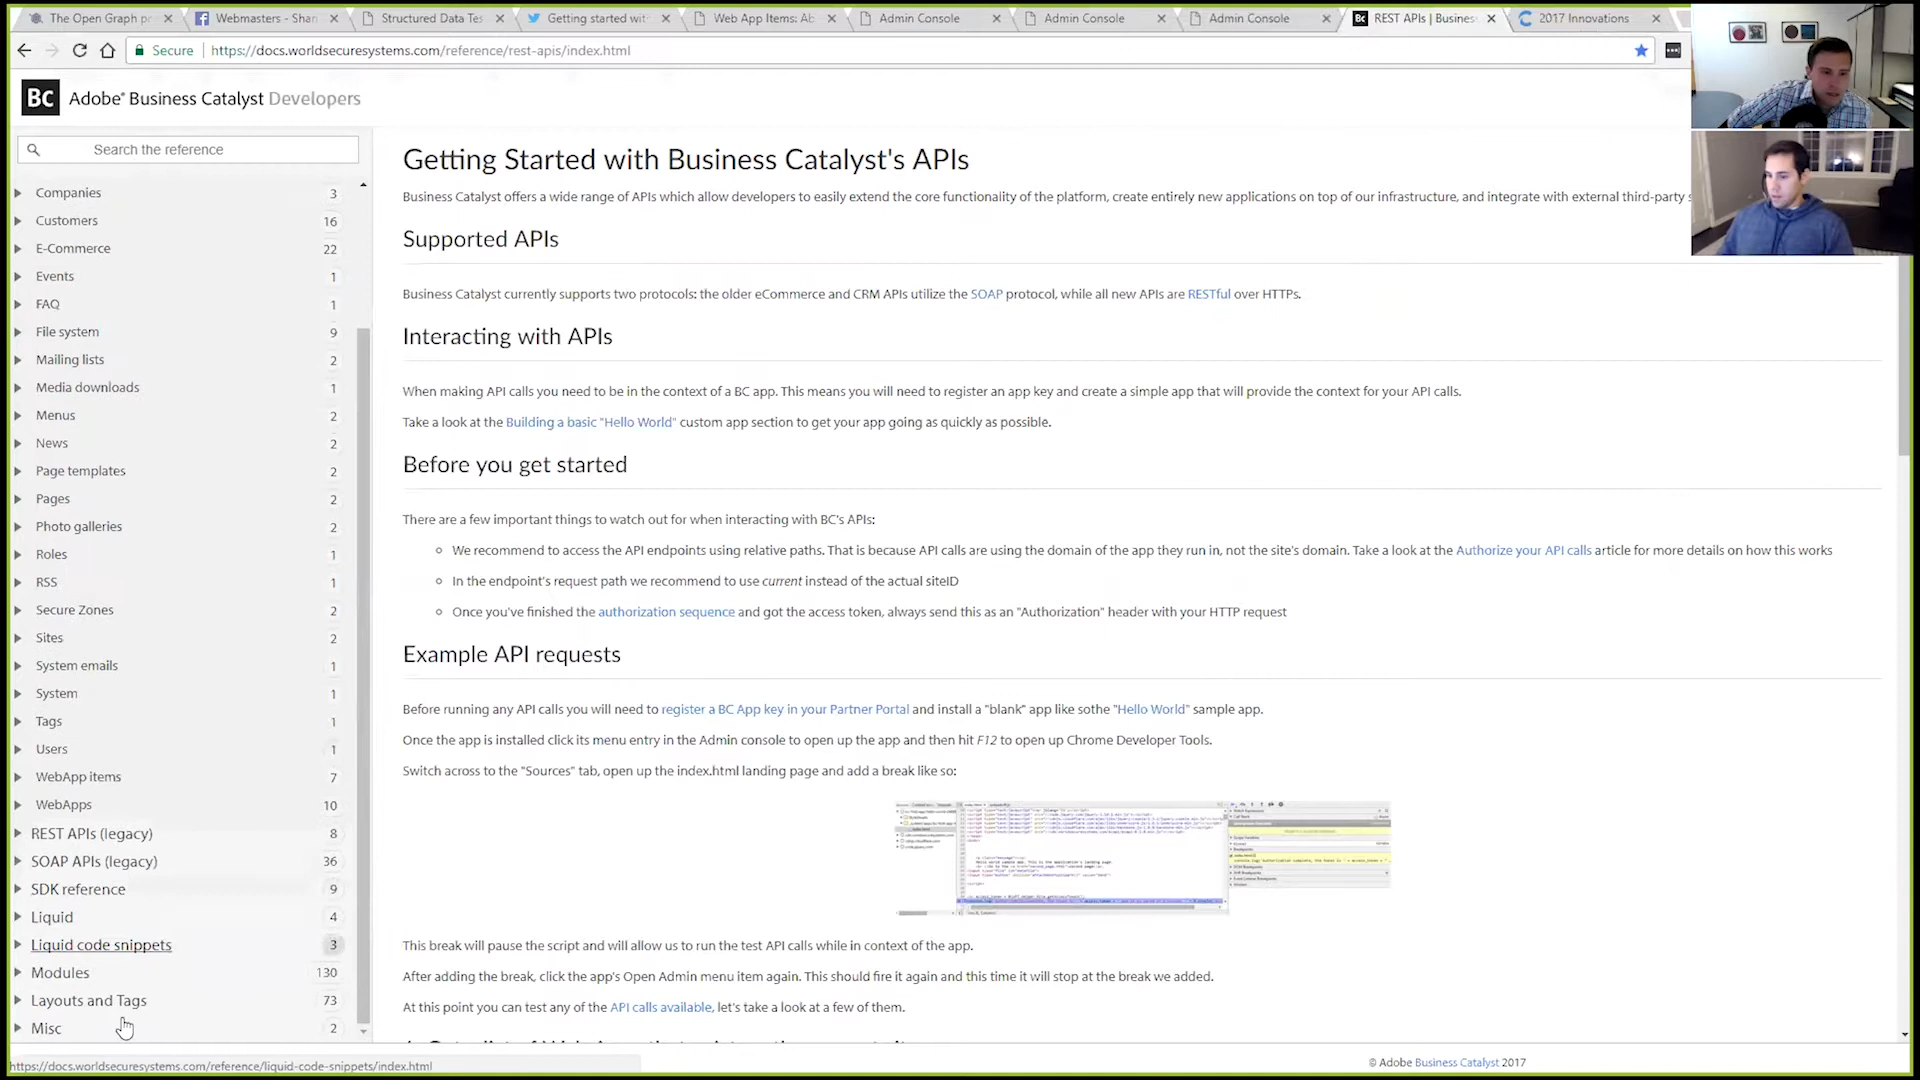 The Open Graph pr
Webmasters - Shari
Structured Data Tes
Getting started with
Web App Items: Ab
Admin Console
Admin Console
Admin Console
REST APIs | Busines
2017 Innovations
Secure
https://docs.worldsecuresystems.com/reference/rest-apis/index.html
Bc
Adobe® Business Catalyst Developers
Search the reference
Companies 3
Customers 16
E-Commerce 22
Events 1
FAQ 1
File system 9
Mailing lists 2
Media downloads 1
Menus 2
News 2
Page templates 2
Pages 2
Photo galleries 2
Roles 1
RSS 1
Secure Zones 2
Sites 2
System emails 1
System 1
Tags 1
Users 1
WebApp items 7
WebApps 10
REST APIs (legacy) 8
SOAP APIs (legacy) 36
SDK reference 9
Liquid 4
Liquid code snippets 3
Modules 130
Layouts and Tags 73
Misc 2
Getting Started with Business Catalyst's APIs
Business Catalyst offers a wide range of APIs which allow developers to easily extend the core functionality of the platform, create entirely new applications on top of our infrastructure, and integrate with external third-party s
Supported APIs
Business Catalyst currently supports two protocols: the older eCommerce and CRM APIs utilize the SOAP protocol, while all new APIs are RESTful over HTTPs.
Interacting with APIs
When making API calls you need to be in the context of a BC app. This means you will need to register an app key and create a simple app that will provide the context for your API calls.
Take a look at the Building a basic "Hello World" custom app section to get your app going as quickly as possible.
Before you get started
There are a few important things to watch out for when interacting with BC's APIs:
We recommend to access the API endpoints using relative paths. That is because API calls are using the domain of the app they run in, not the site's domain. Take a look at the Authorize your API calls article for more details on how this works
In the endpoint's request path we recommend to use current instead of the actual siteID
Once you've finished the authorization sequence and got the access token, always send this as an "Authorization" header with your HTTP request
Example API requests
Before running any API calls you will need to register a BC App key in your Partner Portal and install a "blank" app like sothe "Hello World" sample app.
Once the app is installed click its menu entry in the Admin console to open up the app and then hit F12 to open up Chrome Developer Tools.
Switch across to the "Sources" tab, open up the index.html landing page and add a break like so:
This break will pause the script and will allow us to run the test API calls while in context of the app.
After adding the break, click the app's Open Admin menu item again. This should fire it again and this time it will stop at the break we added.
At this point you can test any of the API calls available, let's take a look at a few of them.
https://docs.worldsecuresystems.com/reference/liquid-code-snippets/index.html
© Adobe Business Catalyst 2017